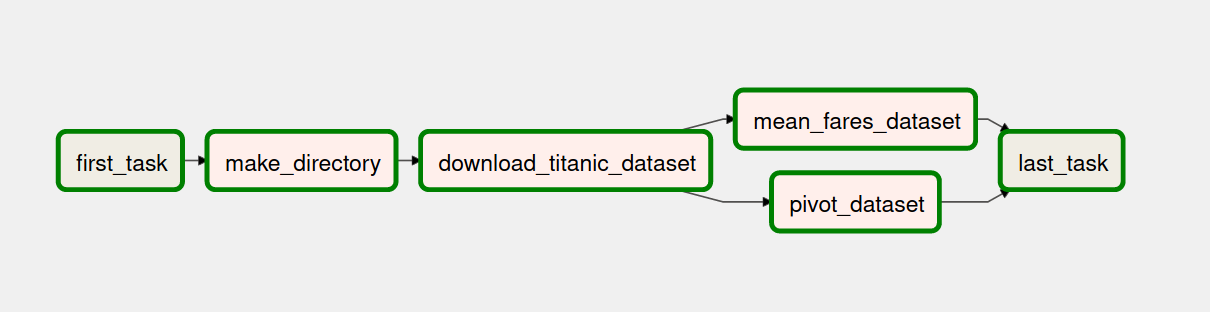 first_task
make_directory
download_titanic_dataset
mean_fares_dataset
pivot_dataset
last_task